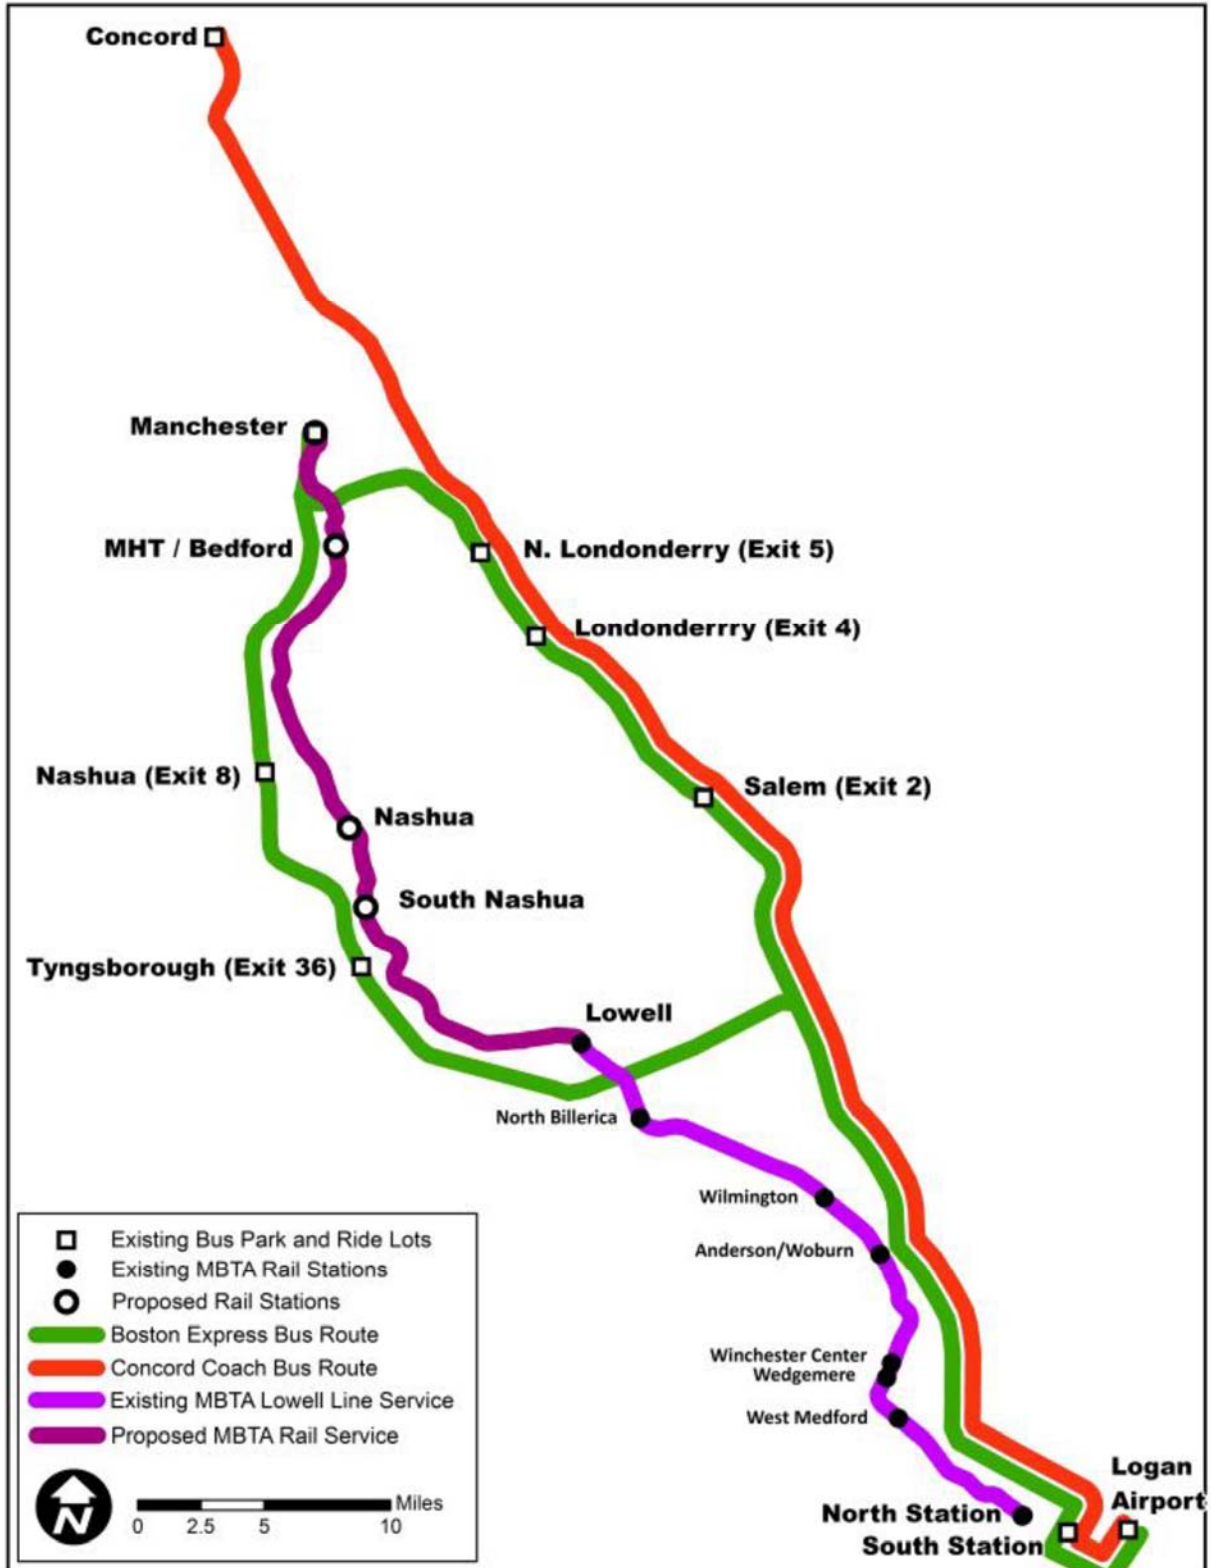 Concord
Manchester
MHT / Bedford
N. Londonderry (Exit 5)
Londonderrry (Exit 4)
Nashua (Exit 8)
Salem (Exit 2)
Nashua
South Nashua
Tyngsborough (Exit 36)
Lowell
North Billerica
Wilmington
Anderson/Woburn
Winchester Center
Wedgemere
West Medford
Logan
Airport
North Station
South Station
Existing Bus Park and Ride Lots
Existing MBTA Rail Stations
Proposed Rail Stations
Boston Express Bus Route
Concord Coach Bus Route
Existing MBTA Lowell Line Service
Proposed MBTA Rail Service
N
Miles
0 2.5 5 10